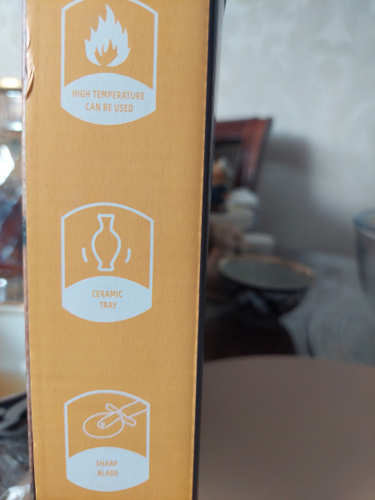 HIGH TEMPERATURE
CAN BE USED
CERAMIC
TRAY
SHARP
BLADE